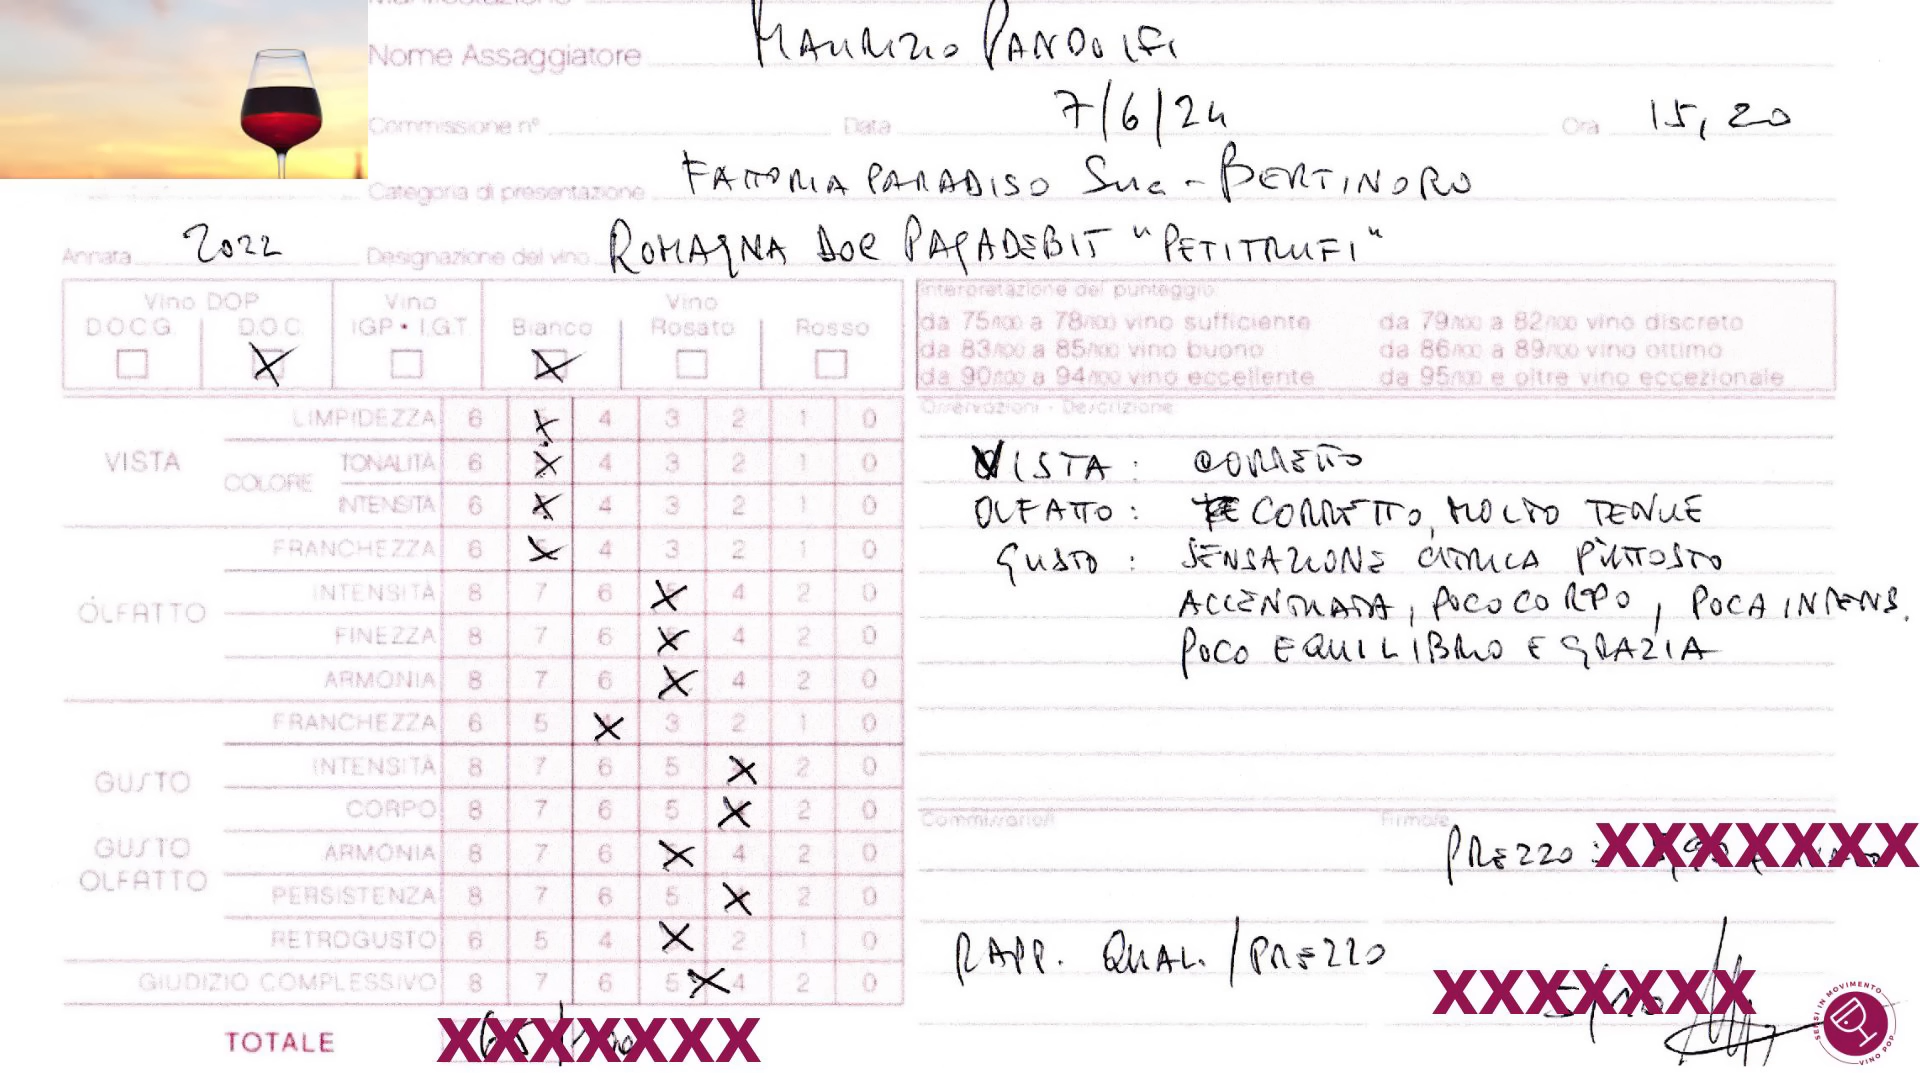 Manifestazione
Nome Assaggiatore MAURIZIO PANDOLFI
Commissione n° Data 7/6/24 Ora 15,20
Categoria di presentazione FATTORIA PARADISO - BERTINORO
Annata 2022 Designazione del vino ROMAGNA DOC PAGADEBIT "PETITRUFI"
Vino DOP Vino Vino
D.O.C.G. D.O.C. IGP • I.G.T. Bianco Rosato Rosso
Interpretazione del punteggio:
da 75/100 a 78/100 vino sufficiente da 79/100 a 82/100 vino discreto
da 83/100 a 85/100 vino buono da 86/100 a 89/100 vino ottimo
da 90/100 a 94/100 vino eccellente da 95/100 e oltre vino eccezionale
Osservazioni - Descrizione:
VISTA COLORE
LIMPIDEZZA 6 X 4 3 2 1 0
TONALITÀ 6 X 4 3 2 1 0
INTENSITÀ 6 X 4 3 2 1 0
OLFATTO
FRANCHEZZA 6 X 4 3 2 1 0
INTENSITÀ 8 7 6 X 4 2 0
FINEZZA 8 7 6 X 4 2 0
ARMONIA 8 7 6 X 4 2 0
GUSTO
FRANCHEZZA 6 5 X 3 2 1 0
INTENSITÀ 8 7 6 5 X 2 0
CORPO 8 7 6 5 X 2 0
GUSTO OLFATTO
ARMONIA 8 7 6 X 4 2 0
PERSISTENZA 8 7 6 5 X 2 0
RETROGUSTO 6 5 4 X 2 1 0
GIUDIZIO COMPLESSIVO 8 7 6 5 X 4 2 0
TOTALE XXXXXXX
VISTA: CORRETTO
OLFATTO: CORRETTO, MOLTO TENUE
GUSTO: SENSAZIONE CITRICA PIUTTOSTO
ACCENTUATA, POCO CORPO, POCA INTENS.
POCO EQUILIBRIO E GRAZIA
Commissario/i Firma/e
PREZZO: XXXXXXX
RAPP. QUAL./PREZZO XXXXXXX
SENSI IN MOVIMENTO
VINO POP